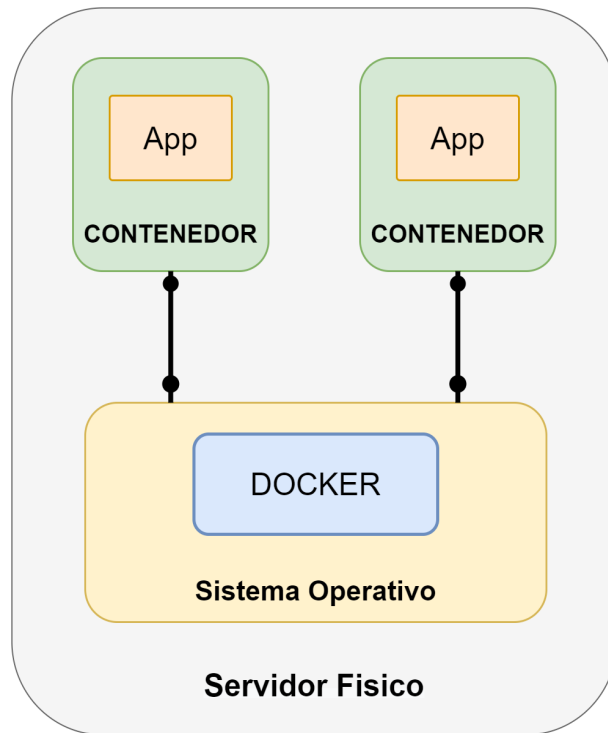 App
App
CONTENEDOR
CONTENEDOR
DOCKER
Sistema Operativo
Servidor Fisico